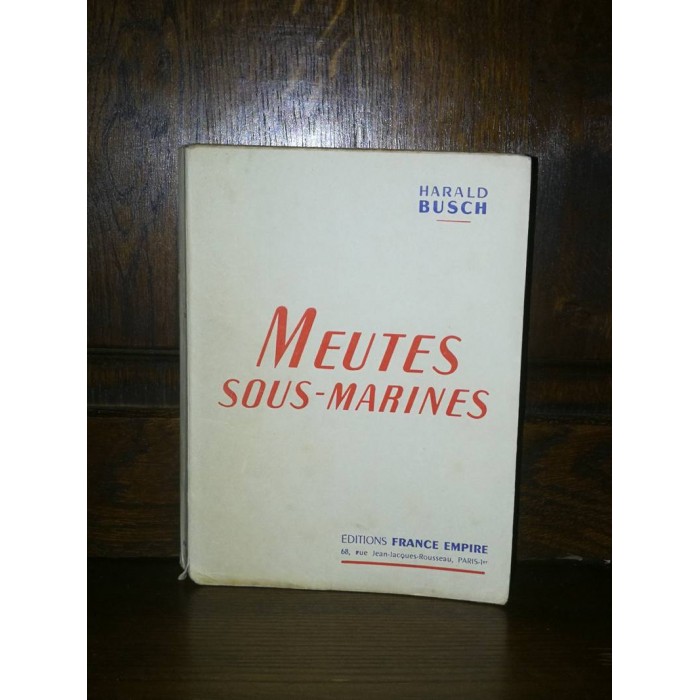 HARALD
BUSCH
MEUTES
SOUS-MARINES
EDITIONS FRANCE EMPIRE
68, rue Jean-Jacques-Rousseau, PARIS-1er